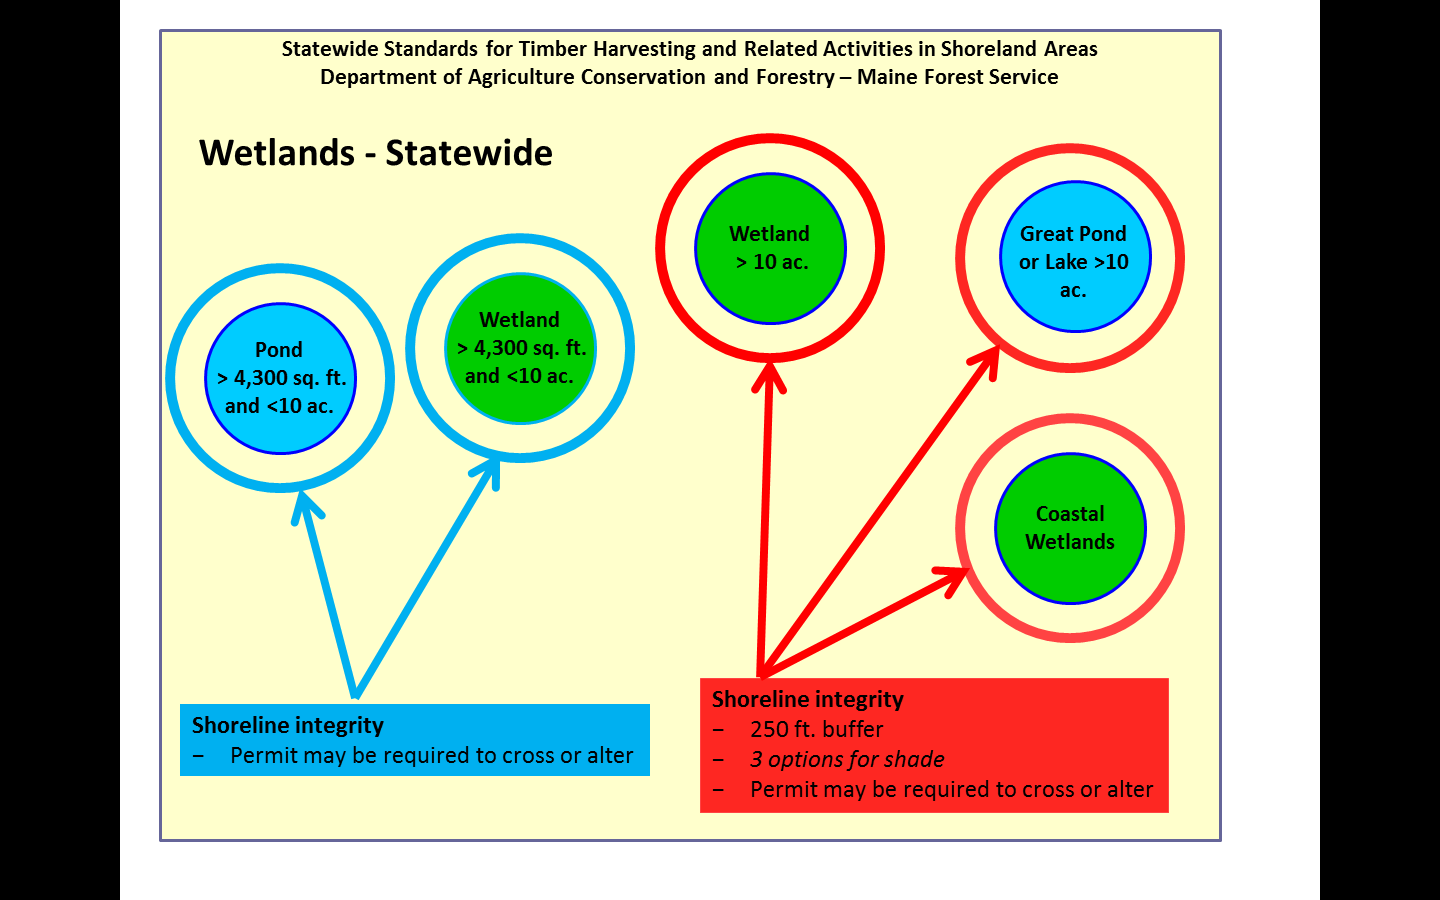 Statewide Standards for Timber Harvesting and Related Activities in Shoreland Areas
Department of Agriculture Conservation and Forestry – Maine Forest Service
Wetlands - Statewide
Pond
> 4,300 sq. ft.
and <10 ac.
Wetland
> 4,300 sq. ft.
and <10 ac.
Wetland
> 10 ac.
Great Pond
or Lake >10
ac.
Coastal
Wetlands
Shoreline integrity
– Permit may be required to cross or alter
Shoreline integrity
– 250 ft. buffer
– 3 options for shade
– Permit may be required to cross or alter